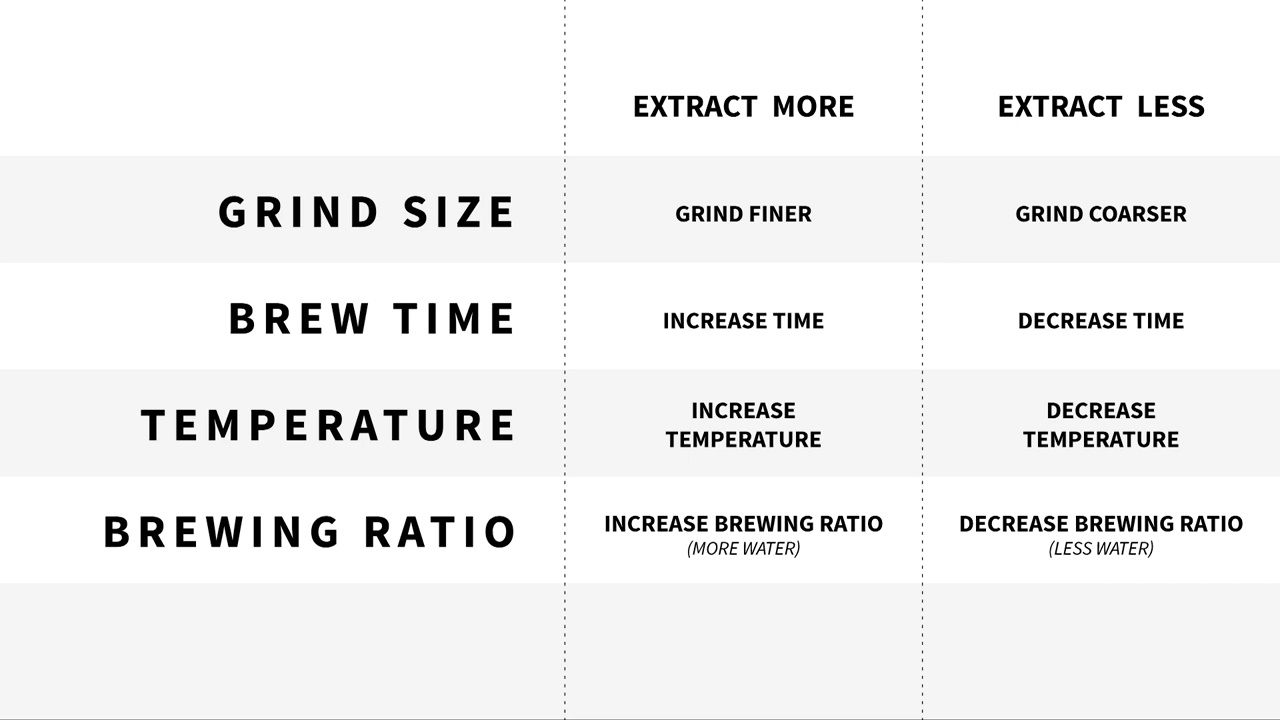 EXTRACT MORE
EXTRACT LESS
GRIND SIZE
GRIND FINER
GRIND COARSER
BREW TIME
INCREASE TIME
DECREASE TIME
TEMPERATURE
INCREASE
TEMPERATURE
DECREASE
TEMPERATURE
BREWING RATIO
INCREASE BREWING RATIO
(MORE WATER)
DECREASE BREWING RATIO
(LESS WATER)